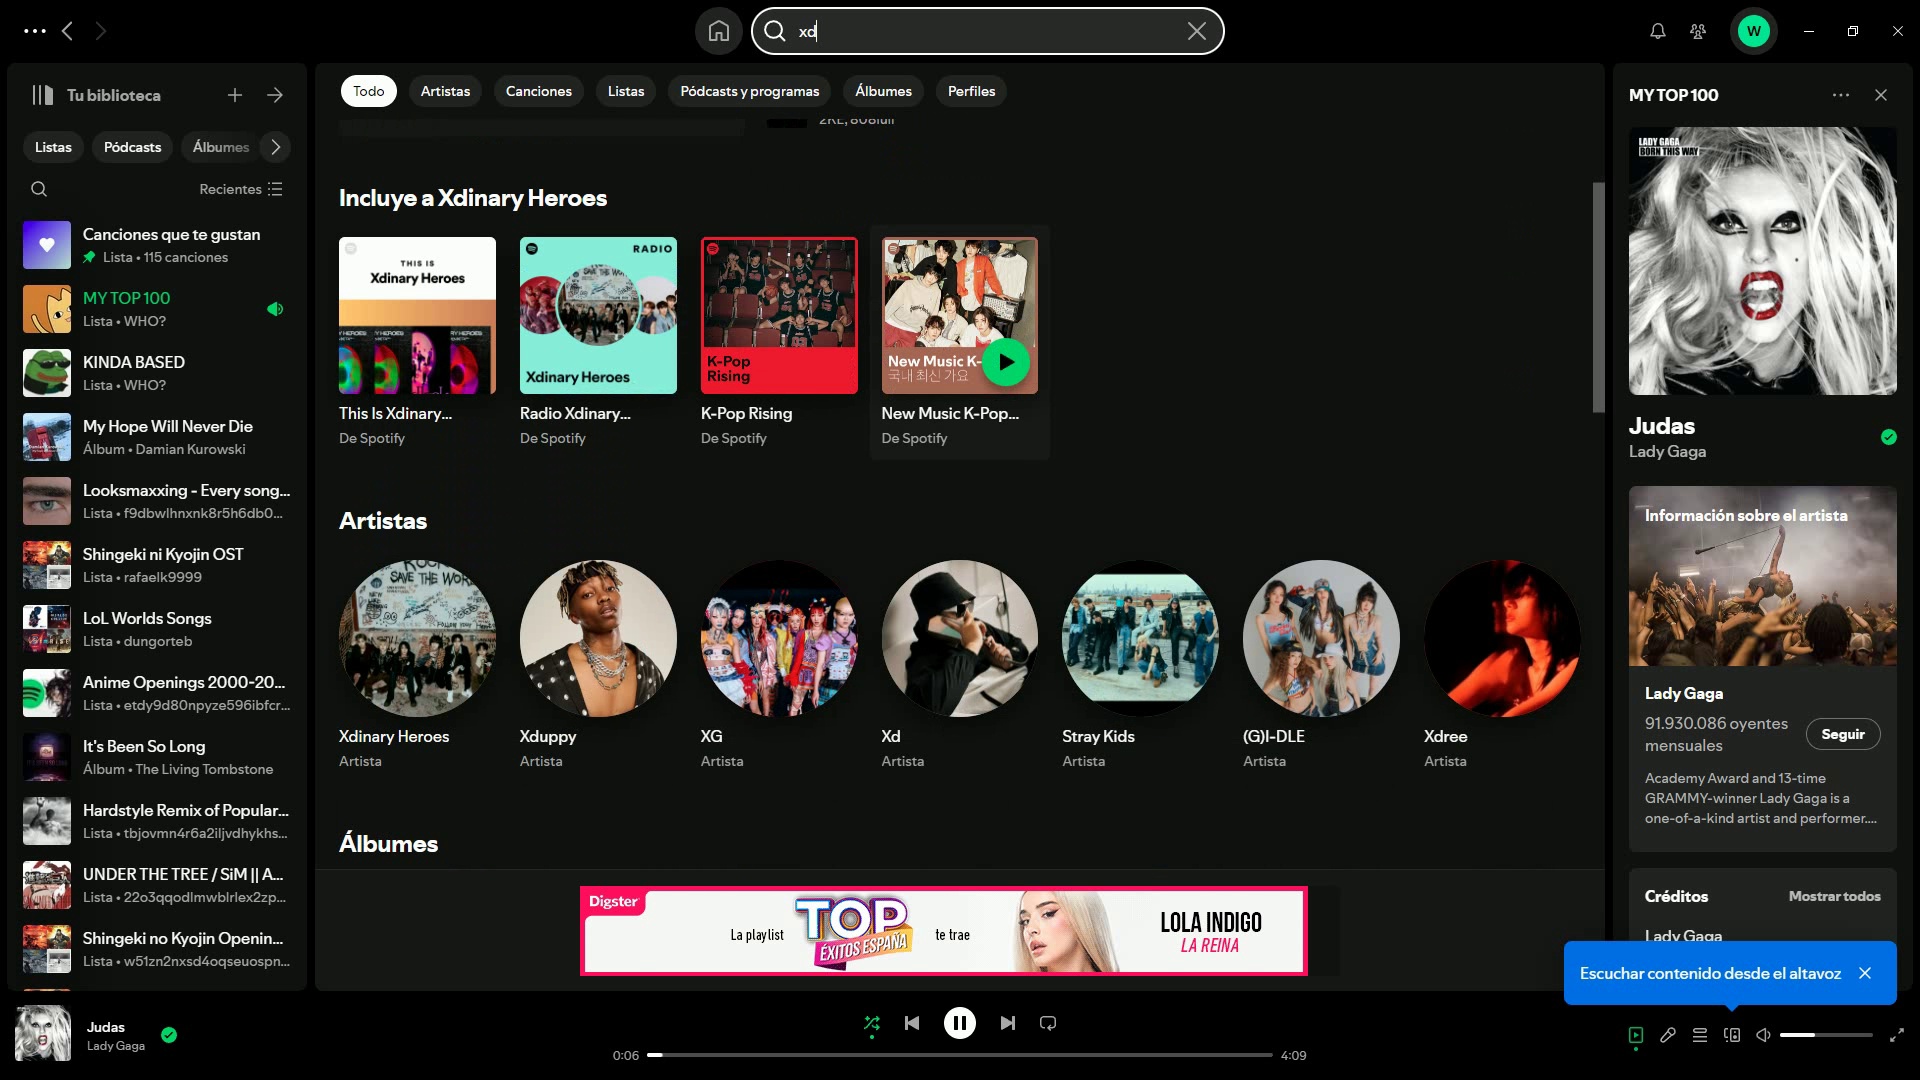 xd
W
Tu biblioteca
Listas
Pódcasts
Álbumes
Recientes
Canciones que te gustan
Lista • 115 canciones
MY TOP 100
Lista • WHO?
KINDA BASED
Lista • WHO?
My Hope Will Never Die
Álbum • Damian Kurowski
Looksmaxxing - Every song...
Lista • f9dbwlhnxnk8r5h6db0...
Shingeki ni Kyojin OST
Lista • rafaelk9999
LoL Worlds Songs
Lista • dungorteb
Anime Openings 2000-20...
Lista • etdy9d80npyze596ibfcr...
It's Been So Long
Álbum • The Living Tombstone
Hardstyle Remix of Popular...
Lista • tbjovmn4r6a2iljvdhykhs...
UNDER THE TREE / SiM || A...
Lista • 22o3qqodlmwblrlex2zp...
Shingeki no Kyojin Openin...
Lista • w51zn2nxsd4oqseuospn...
Todo
Artistas
Canciones
Listas
Pódcasts y programas
Álbumes
Perfiles
2RE, 808full
Incluye a Xdinary Heroes
THIS IS
Xdinary Heroes
RADIO
Xdinary Heroes
K-Pop
Rising
New Music K-
국내 최신 가요
This Is Xdinary...
De Spotify
Radio Xdinary...
De Spotify
K-Pop Rising
De Spotify
New Music K-Pop...
De Spotify
Artistas
SAVE THE WOR
Xdinary Heroes
Artista
Xduppy
Artista
XG
Artista
Xd
Artista
Stray Kids
Artista
(G)I-DLE
Artista
Xdree
Artista
Álbumes
Digster
La playlist
TOP
ÉXITOS ESPAÑA
te trae
LOLA INDIGO
LA REINA
MY TOP 100
LADY GAGA
BORN THIS WAY
Judas
Lady Gaga
Información sobre el artista
Lady Gaga
91.930.086 oyentes
mensuales
Seguir
Academy Award and 13-time
GRAMMY-winner Lady Gaga is a
one-of-a-kind artist and performer....
Créditos
Mostrar todos
Lady Gaga
Escuchar contenido desde el altavoz
Judas
Lady Gaga
0:06
4:09